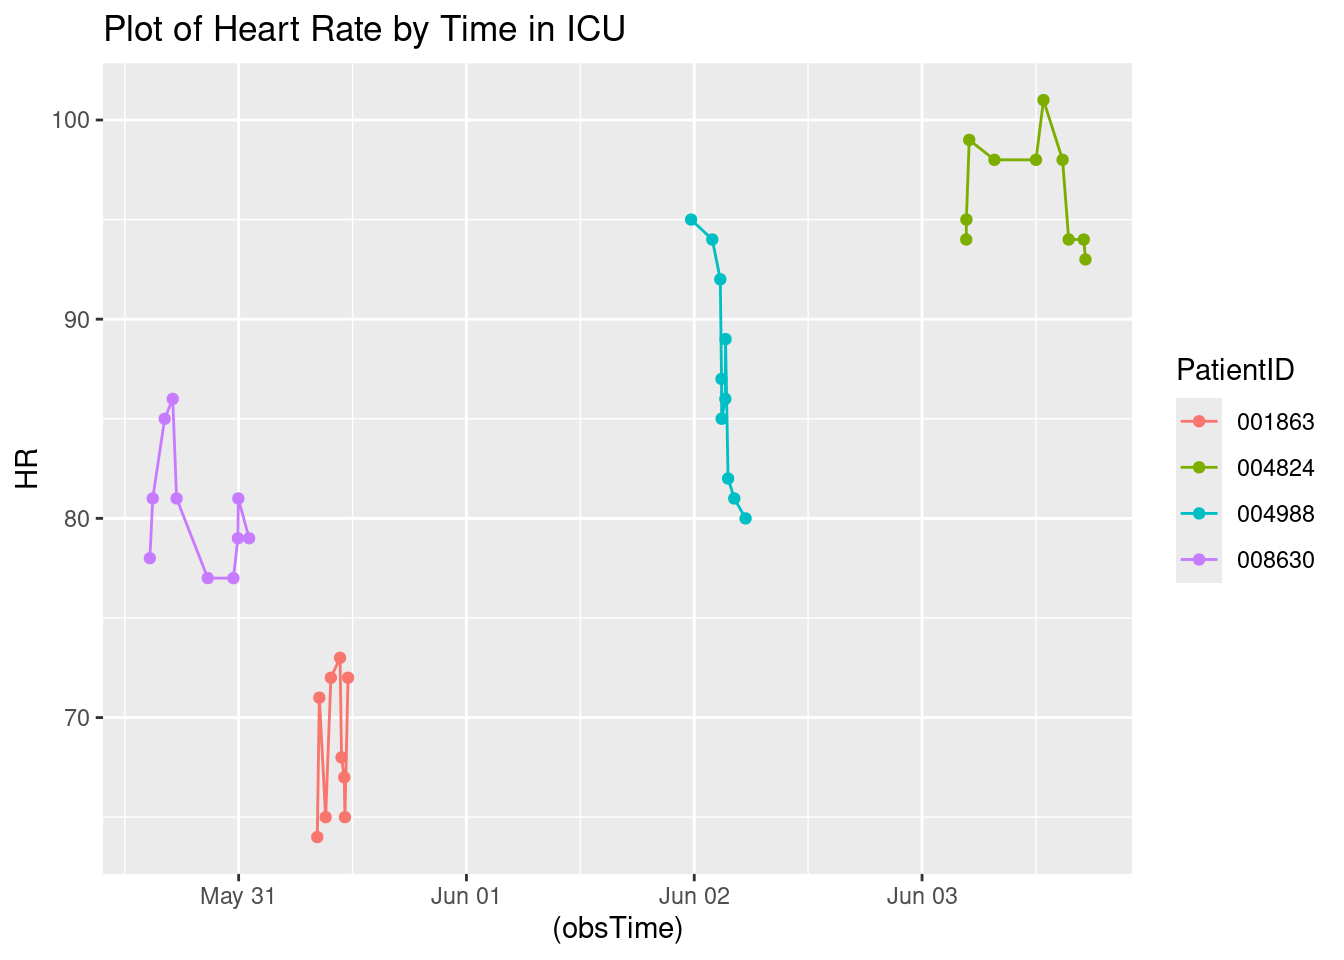 Plot of Heart Rate by Time in ICU
100
90
80
70
HR
May 31
Jun 01
Jun 02
Jun 03
(obsTime)
PatientID
001863
004824
004988
008630